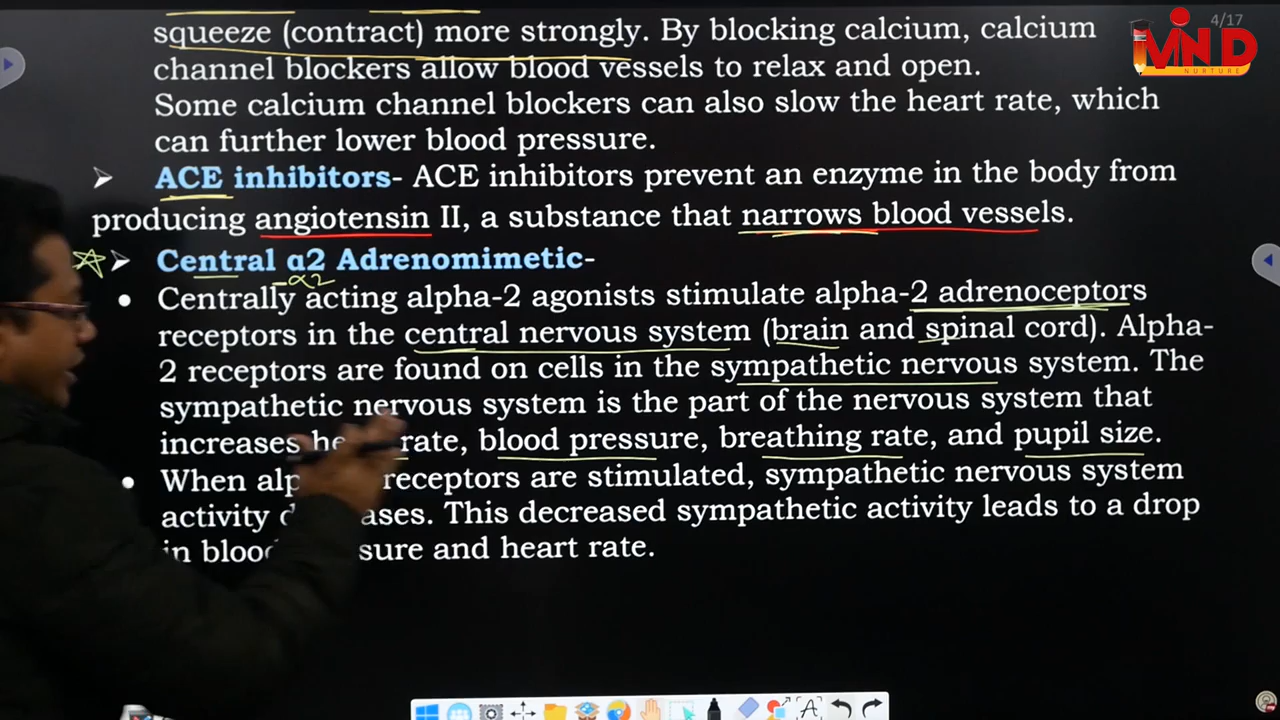 squeeze (contract) more strongly. By blocking calcium, calcium
channel blockers allow blood vessels to relax and open.
Some calcium channel blockers can also slow the heart rate, which
can further lower blood pressure.
ACE inhibitors- ACE inhibitors prevent an enzyme in the body from
producing angiotensin II, a substance that narrows blood vessels.
Central α2 Adrenomimetic-
-α2
Centrally acting alpha-2 agonists stimulate alpha-2 adrenoceptors
receptors in the central nervous system (brain and spinal cord). Alpha-
2 receptors are found on cells in the sympathetic nervous system. The
sympathetic nervous system is the part of the nervous system that
increases rate, blood pressure, breathing rate, and pupil size.
When receptors are stimulated, sympathetic nervous system
activity This decreased sympathetic activity leads to a drop
in and heart rate.
4/17
MIND
NURTURE